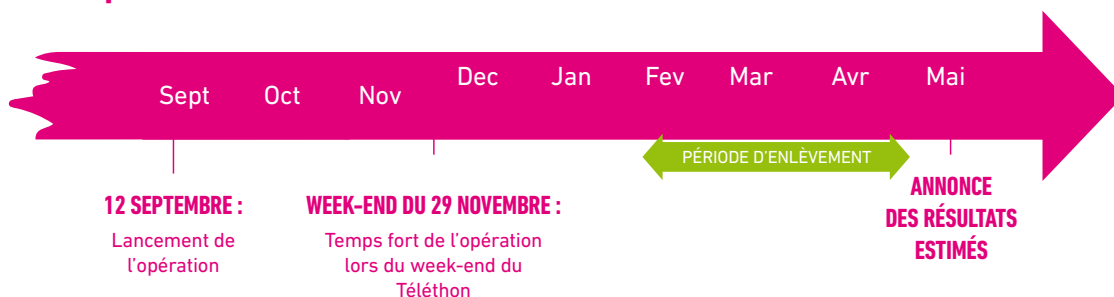 Sept Oct Nov Dec Jan Fev Mar Avr Mai
PÉRIODE D'ENLÈVEMENT
12 SEPTEMBRE :
Lancement de
l'opération
WEEK-END DU 29 NOVEMBRE :
Temps fort de l'opération
lors du week-end du
Téléthon
ANNONCE
DES RÉSULTATS
ESTIMÉS